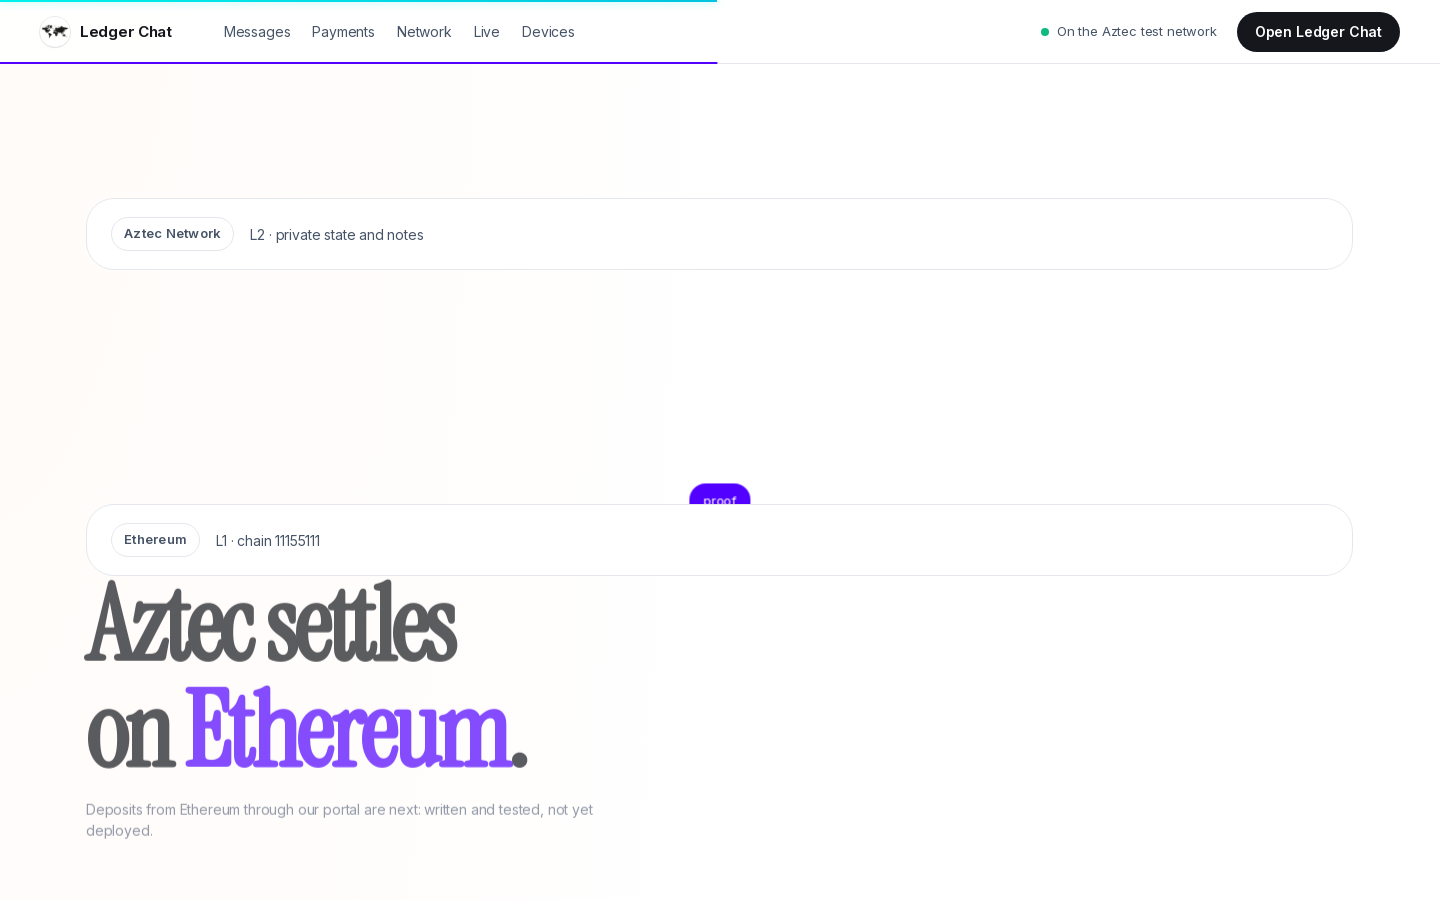 Ledger Chat
Messages
Payments
Network
Live
Devices
On the Aztec test network
Open Ledger Chat
Aztec Network
L2 · private state and notes
proof
Ethereum
L1 · chain 11155111
Aztec settles
on Ethereum.
Deposits from Ethereum through our portal are next: written and tested, not yet
deployed.